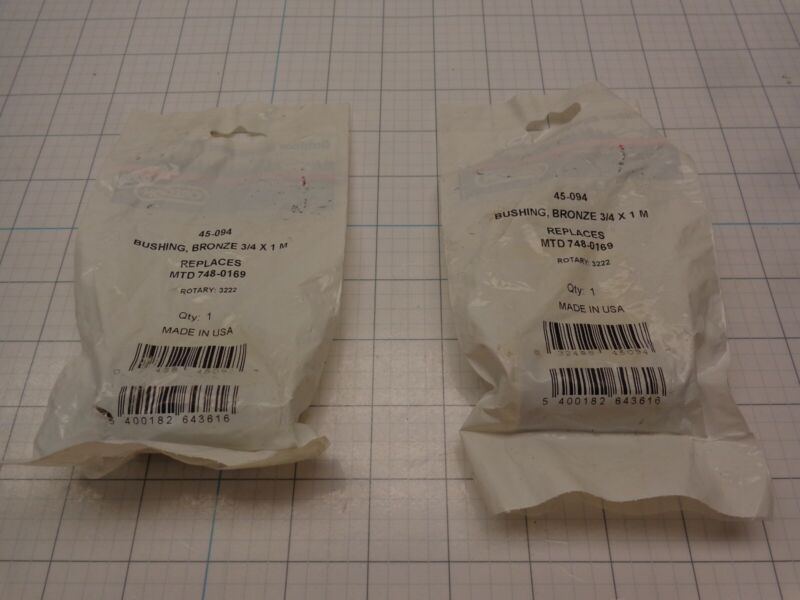 45-094
BUSHING, BRONZE 3/4 X 1 M
REPLACES
MTD 748-0169
ROTARY: 3222
Qty: 1
MADE IN USA
5 400182 643616
45-094
BUSHING, BRONZE 3/4 X 1 M
REPLACES
MTD 748-0169
ROTARY: 3222
Qty: 1
MADE IN USA
5 400182 643616